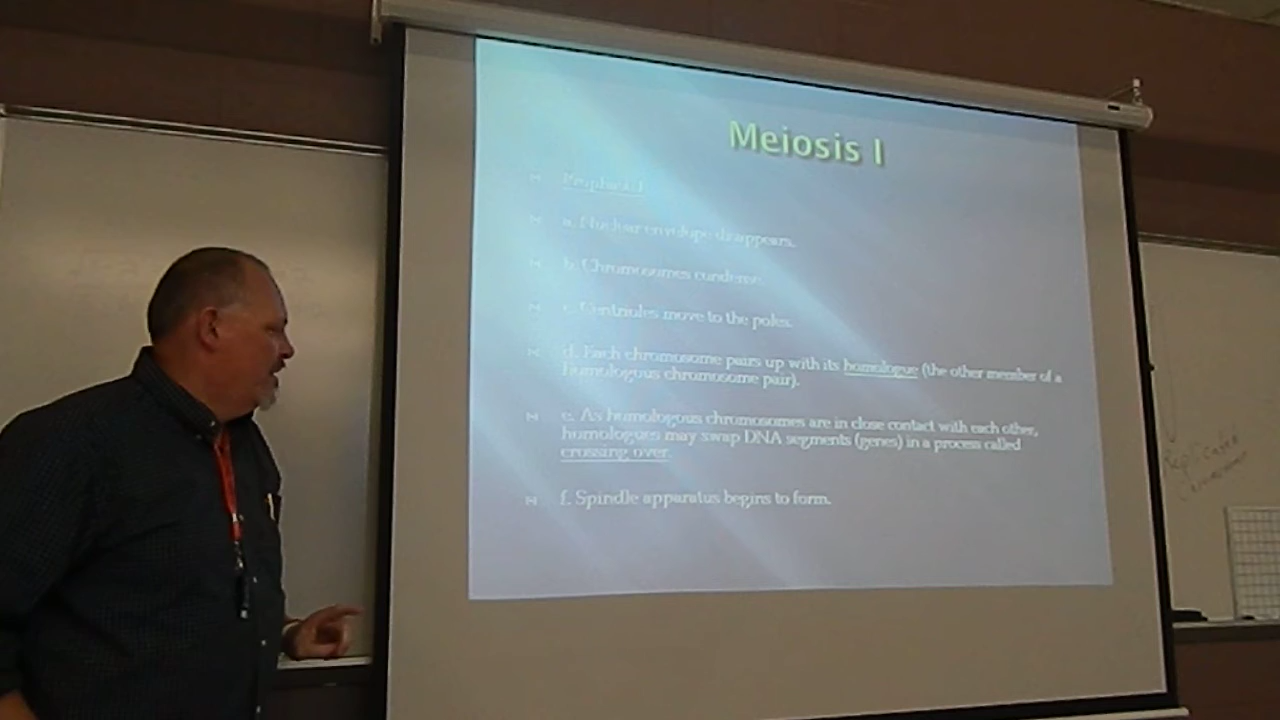 Meiosis I
Prophase I
a. Nuclear envelope disappears.
b. Chromosomes condense.
c. Centrioles move to the poles.
d. Each chromosome pairs up with its homologue (the other member of a
homologous chromosome pair).
e. As homologous chromosomes are in close contact with each other,
homologues may swap DNA segments (genes) in a process called
crossing over.
f. Spindle apparatus begins to form.
Replicated